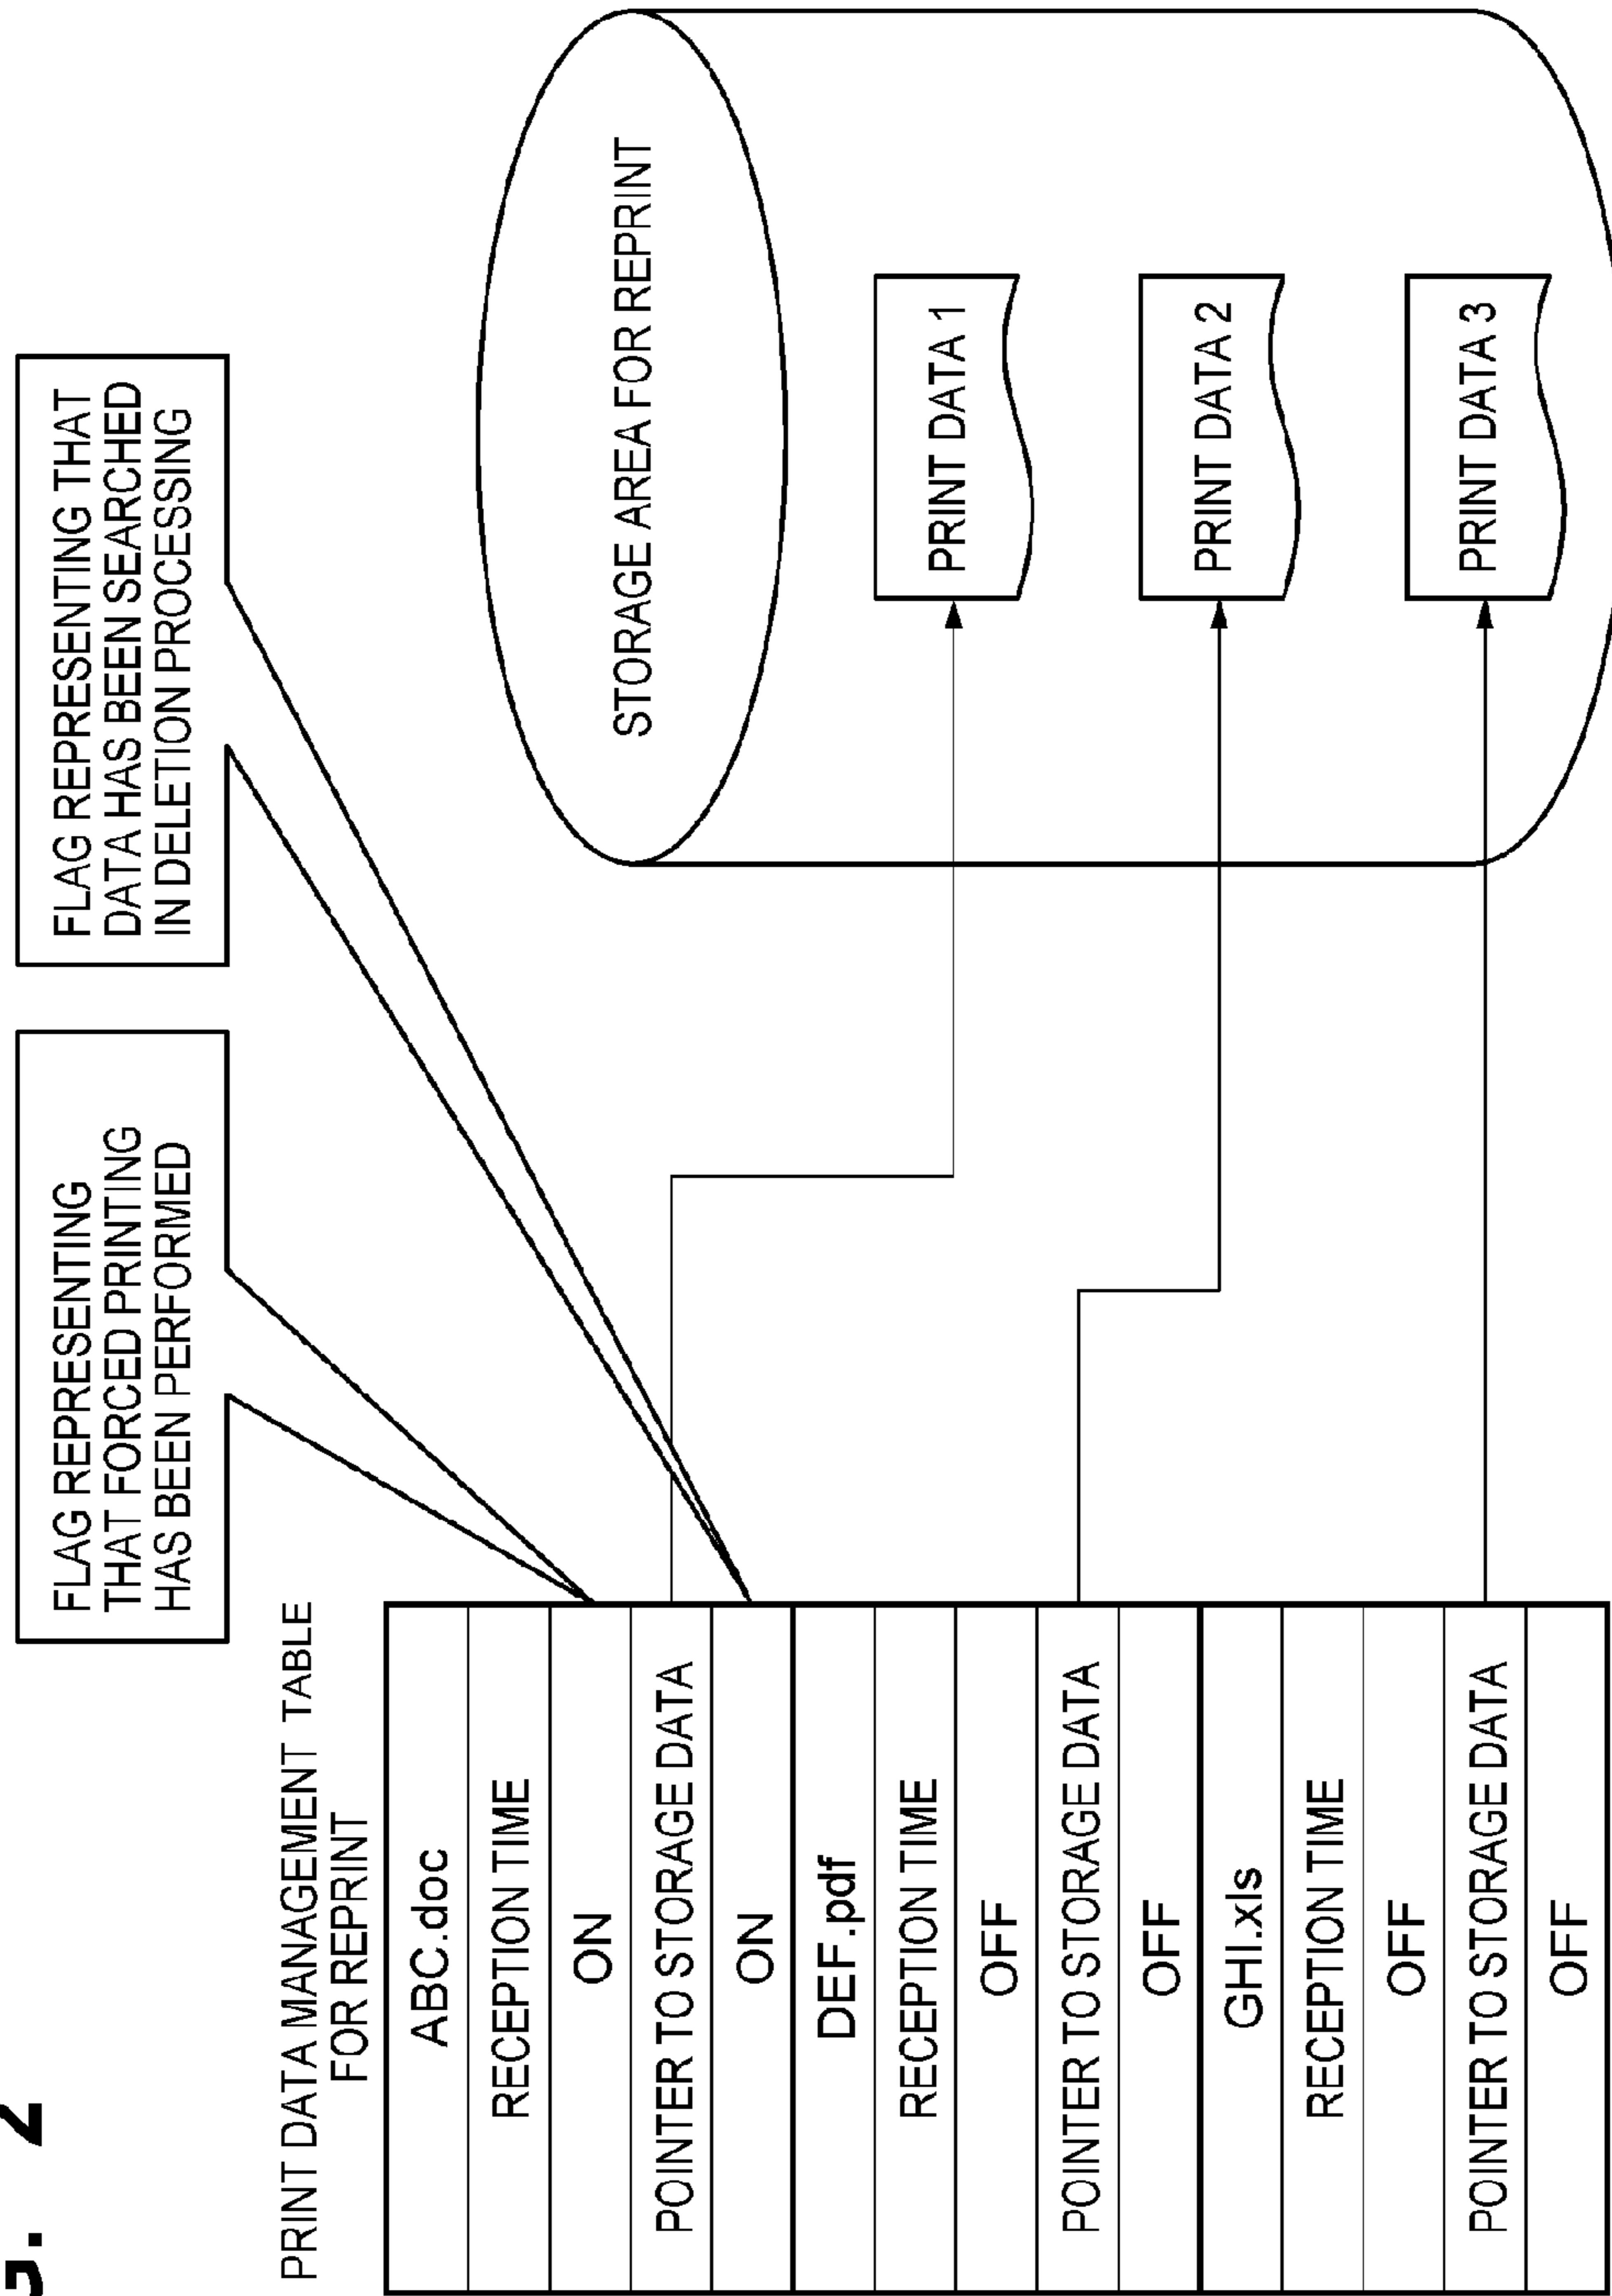 G. 2
FLAG REPRESENTING
THAT FORCED PRINTING
HAS BEEN PERFORMED
FLAG REPRESENTING THAT
DATA HAS BEEN SEARCHED
IN DELETION PROCESSING
PRINT DATA MANAGEMENT TABLE
FOR REPRINT
ABC.doc
RECEPTION TIME
ON
POINTER TO STORAGE DATA
ON
DEF.pdf
RECEPTION TIME
OFF
POINTER TO STORAGE DATA
OFF
GHI.xls
RECEPTION TIME
OFF
POINTER TO STORAGE DATA
OFF
STORAGE AREA FOR REPRINT
PRINT DATA 1
PRINT DATA 2
PRINT DATA 3